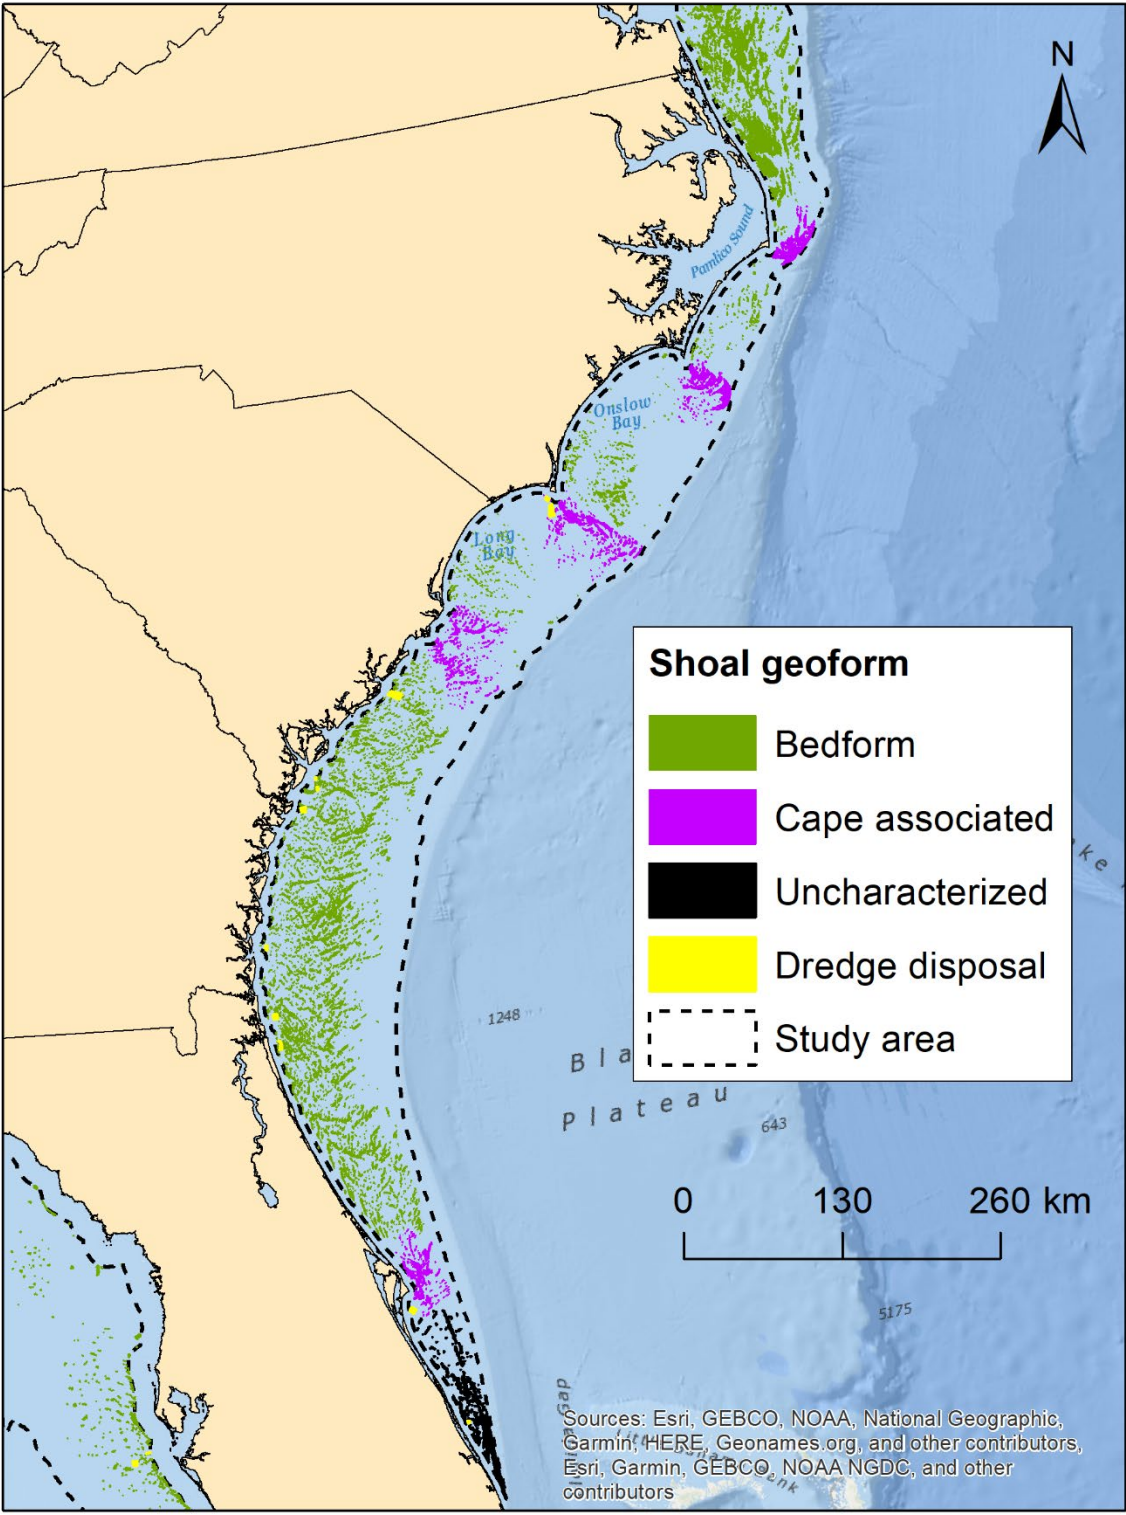 N
Pamlico Sound
Onslow
Bay
Long
Bay
Shoal geoform
Bedform
Cape associated
Uncharacterized
Dredge disposal
Study area
ke
1248
Bla
Plateau
643
0 130 260 km
5175
Gap
Sources: Esri, GEBCO, NOAA, National Geographic,
Garmin, HERE, Geonames.org, and other contributors,
Esri, Garmin, GEBCO, NOAA NGDC, and other
contributors